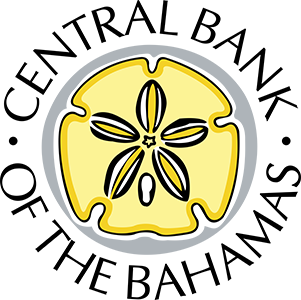 CENTRAL BANK
OF THE BAHAMAS